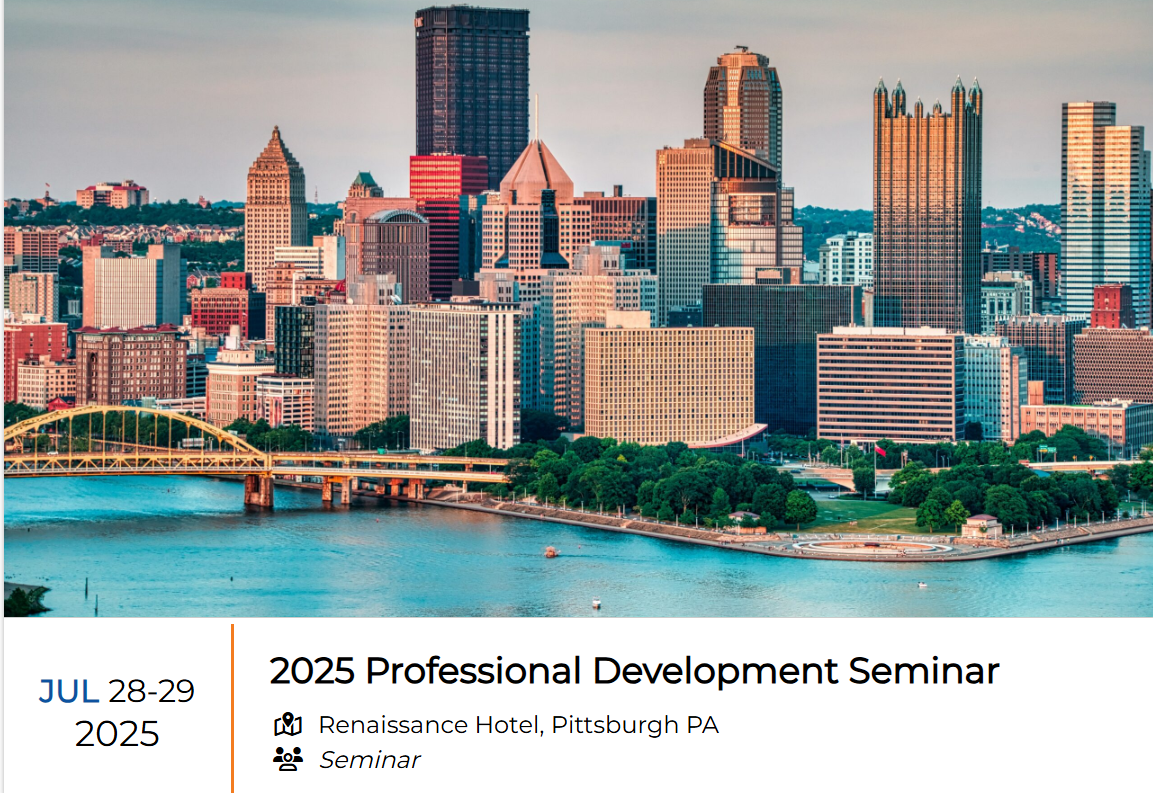 2025 Professional Development Seminar
JUL 28-29
2025
Renaissance Hotel, Pittsburgh PA
Seminar